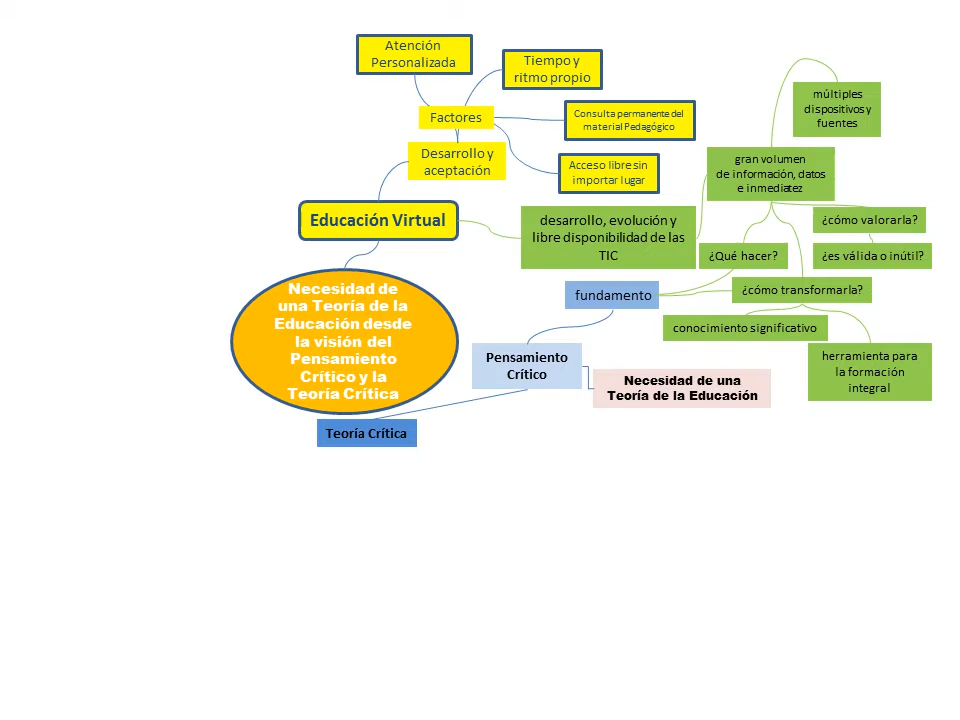 Atención
Personalizada
Tiempo y
ritmo propio
Factores
Consulta permanente del
material Pedagógico
Desarrollo y
aceptación
Acceso libre sin
importar lugar
Educación Virtual
múltiples
dispositivos y
fuentes
gran volumen
de información, datos
e inmediatez
desarrollo, evolución y
libre disponibilidad de las
TIC
¿cómo valorarla?
¿Qué hacer?
¿es válida o inútil?
¿cómo transformarla?
fundamento
conocimiento significativo
herramienta para
la formación
integral
Necesidad de
una Teoría de la
Educación desde
la visión del
Pensamiento
Crítico y la
Teoría Crítica
Pensamiento
Crítico
Necesidad de una
Teoría de la Educación
Teoría Crítica